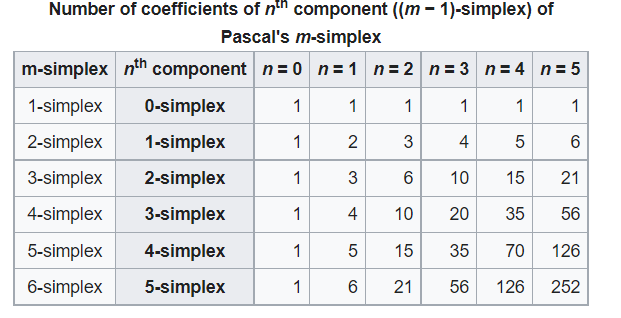 Number of coefficients of nth component ((m − 1)-simplex) of
Pascal's m-simplex
m-simplex nth component n = 0 n = 1 n = 2 n = 3 n = 4 n = 5
1-simplex 0-simplex 1 1 1 1 1 1
2-simplex 1-simplex 1 2 3 4 5 6
3-simplex 2-simplex 1 3 6 10 15 21
4-simplex 3-simplex 1 4 10 20 35 56
5-simplex 4-simplex 1 5 15 35 70 126
6-simplex 5-simplex 1 6 21 56 126 252